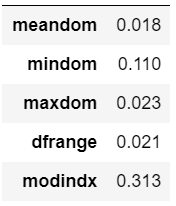 meandom 0.018
mindom 0.110
maxdom 0.023
dfrange 0.021
modindx 0.313